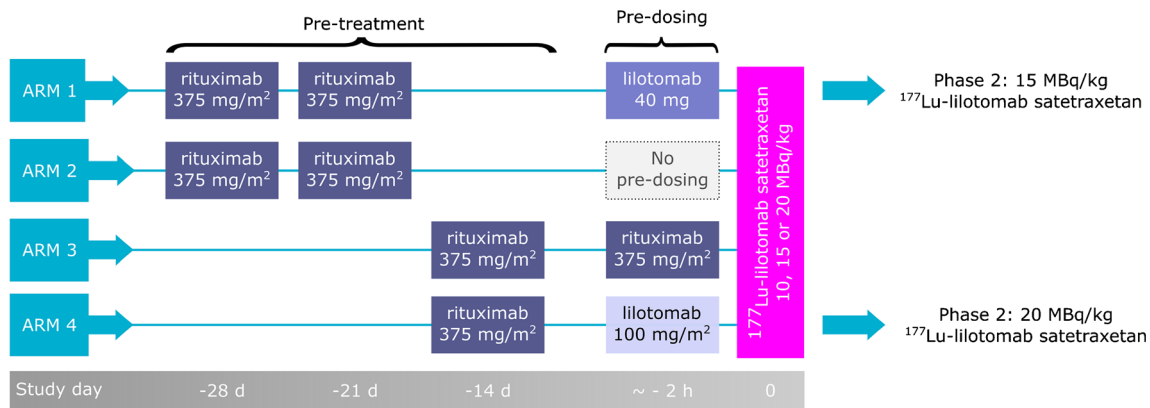 Pre-treatment
Pre-dosing
ARM 1
rituximab
375 mg/m²
rituximab
375 mg/m²
lilotomab
40 mg
Phase 2: 15 MBq/kg
¹⁷⁷Lu-lilotomab satetraxetan
ARM 2
rituximab
375 mg/m²
rituximab
375 mg/m²
No
pre-dosing
ARM 3
rituximab
375 mg/m²
rituximab
375 mg/m²
ARM 4
rituximab
375 mg/m²
lilotomab
100 mg/m²
Phase 2: 20 MBq/kg
¹⁷⁷Lu-lilotomab satetraxetan
¹⁷⁷Lu-lilotomab satetraxetan
10, 15 or 20 MBq/kg
Study day -28 d -21 d -14 d ~ - 2 h 0